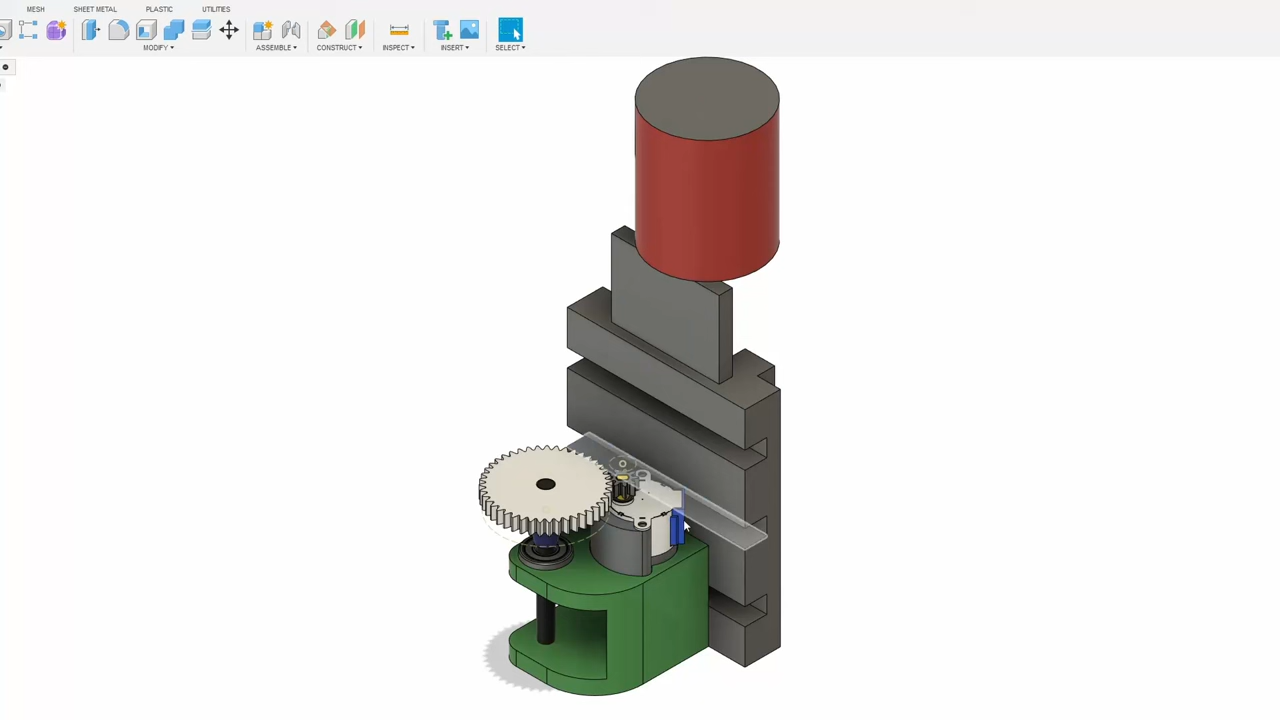 MESH SHEET METAL PLASTIC UTILITIES
MODIFY ASSEMBLE CONSTRUCT INSPECT INSERT SELECT